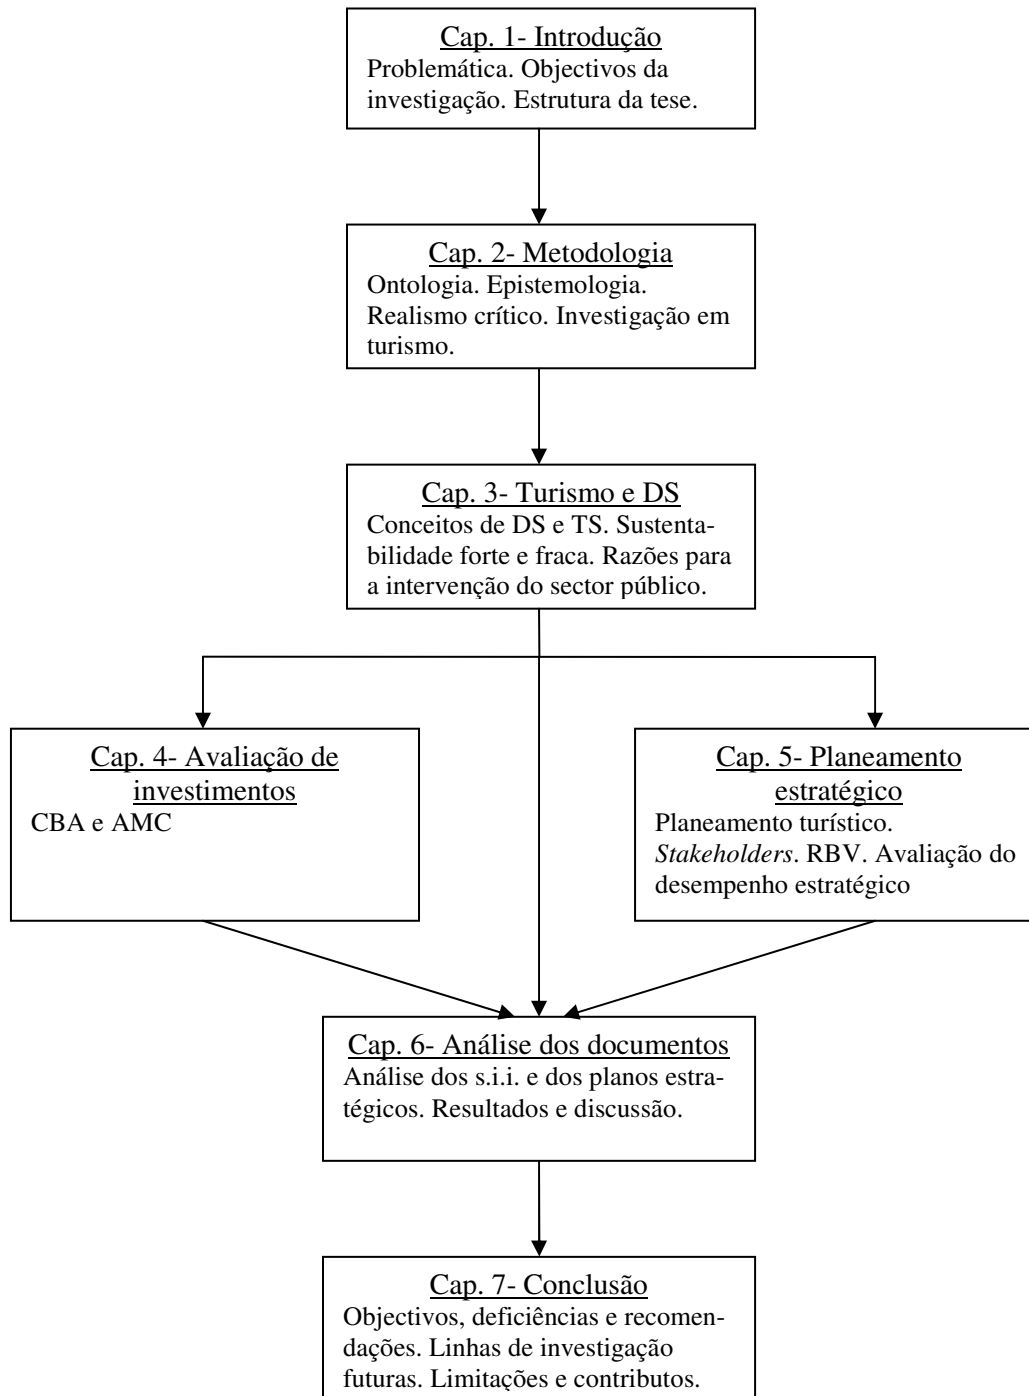 Cap. 1- Introdução
Problemática. Objectivos da
investigação. Estrutura da tese.
Cap. 2- Metodologia
Ontologia. Epistemologia.
Realismo crítico. Investigação em
turismo.
Cap. 3- Turismo e DS
Conceitos de DS e TS. Sustenta-
bilidade forte e fraca. Razões para
a intervenção do sector público.
Cap. 4- Avaliação de
investimentos
CBA e AMC
Cap. 5- Planeamento
estratégico
Planeamento turístico.
Stakeholders. RBV. Avaliação do
desempenho estratégico
Cap. 6- Análise dos documentos
Análise dos s.i.i. e dos planos estra-
tégicos. Resultados e discussão.
Cap. 7- Conclusão
Objectivos, deficiências e recomen-
dações. Linhas de investigação
futuras. Limitações e contributos.